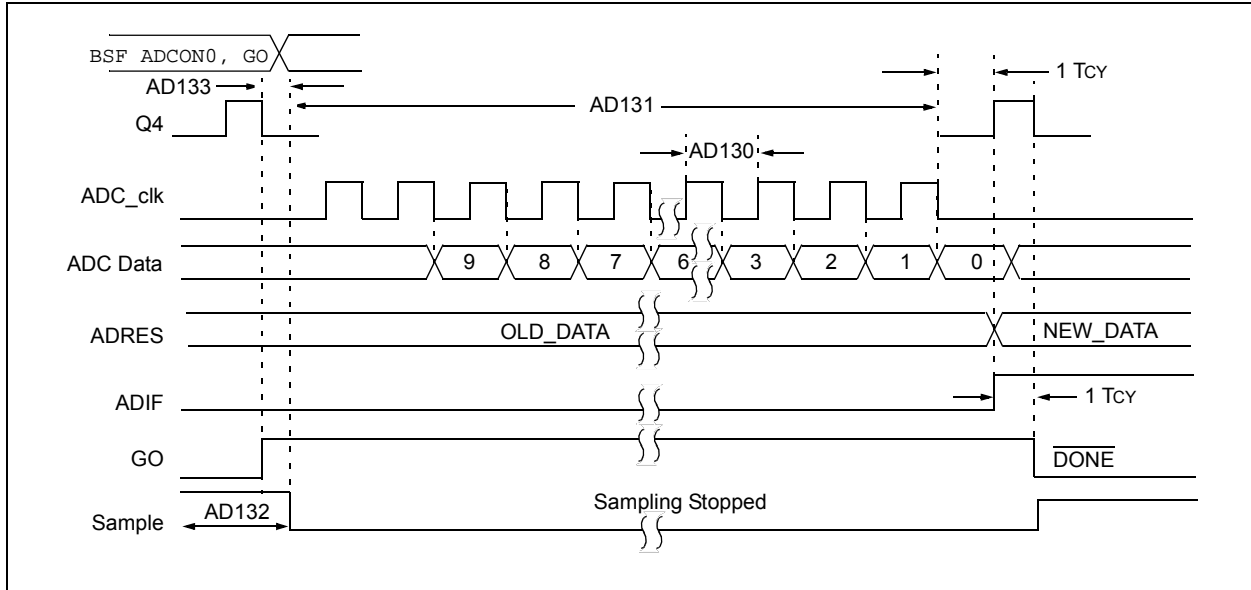 BSF ADCON0, GO
AD133
1 TCY
AD131
Q4
AD130
ADC_clk
ADC Data 9 8 7 6 3 2 1 0
ADRES OLD_DATA NEW_DATA
ADIF 1 TCY
GO DONE
Sampling Stopped
Sample AD132